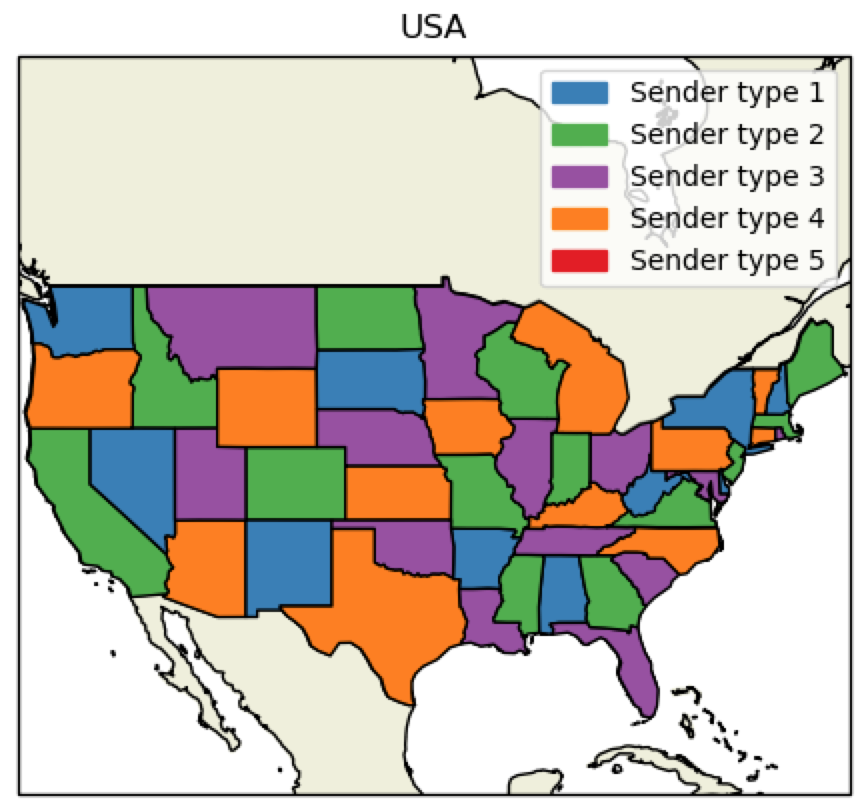 USA
Sender type 1
Sender type 2
Sender type 3
Sender type 4
Sender type 5